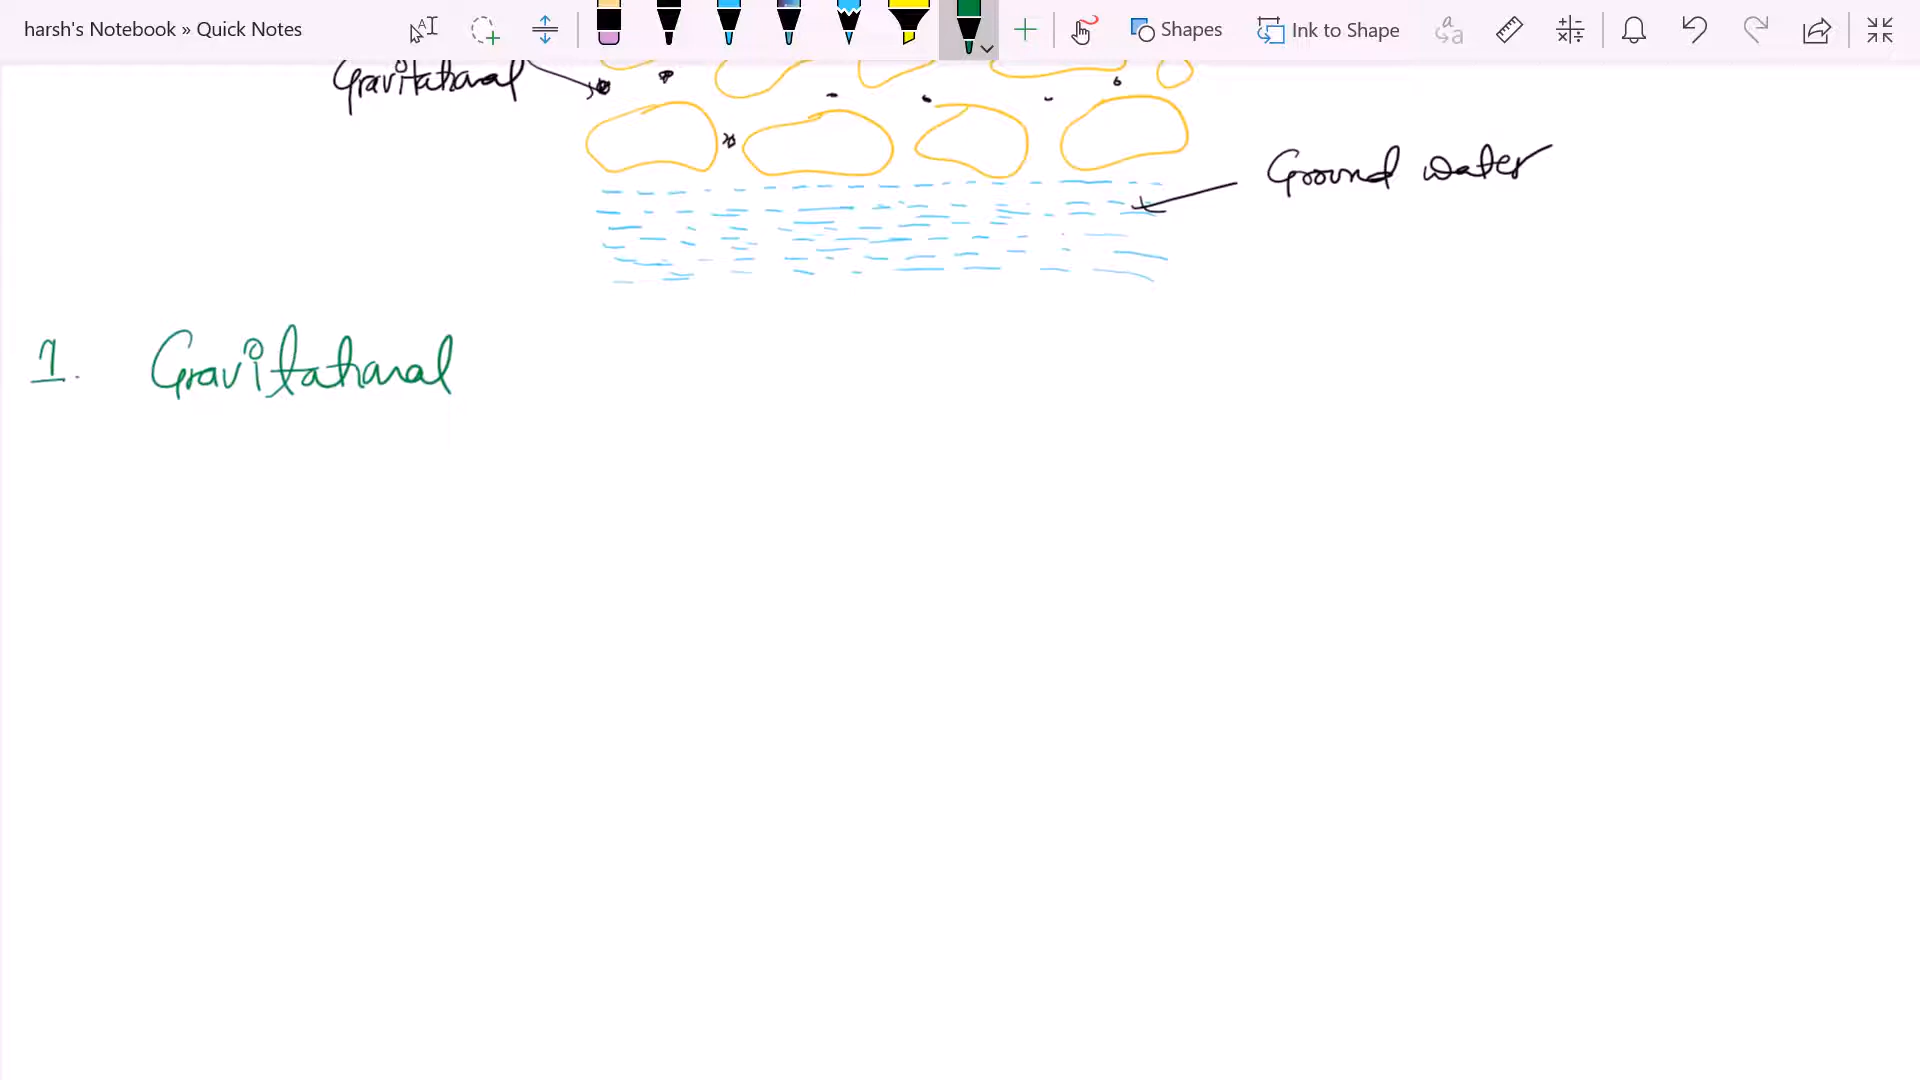 harsh's Notebook » Quick Notes
Shapes
Ink to Shape
Gravitational
Ground water
1. Gravitational